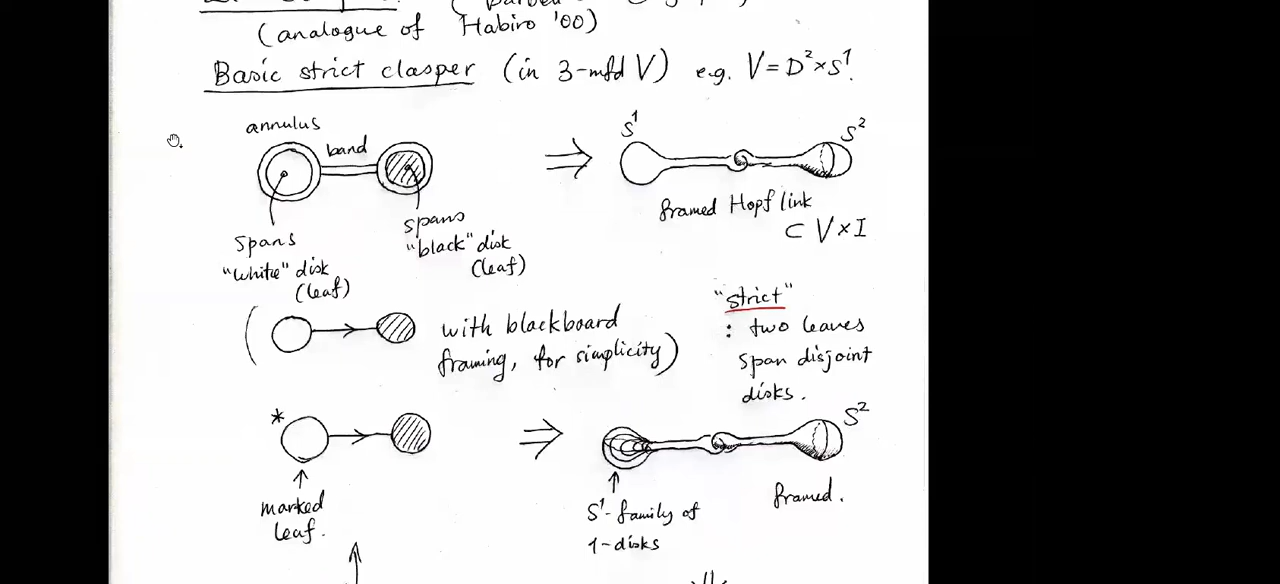 (analogue of Habiro '00)
Basic strict clasper (in 3-mfd V) e.g. V = D²×S¹.
annulus
band
S¹
S²
framed Hopf link
⊂ V×I
spans
"white" disk
(leaf)
spans
"black" disk
(leaf)
( with blackboard
framing, for simplicity)
"strict"
: two leaves
span disjoint
disks.
*
S²
marked
leaf.
S¹-family of
1-disks
framed.